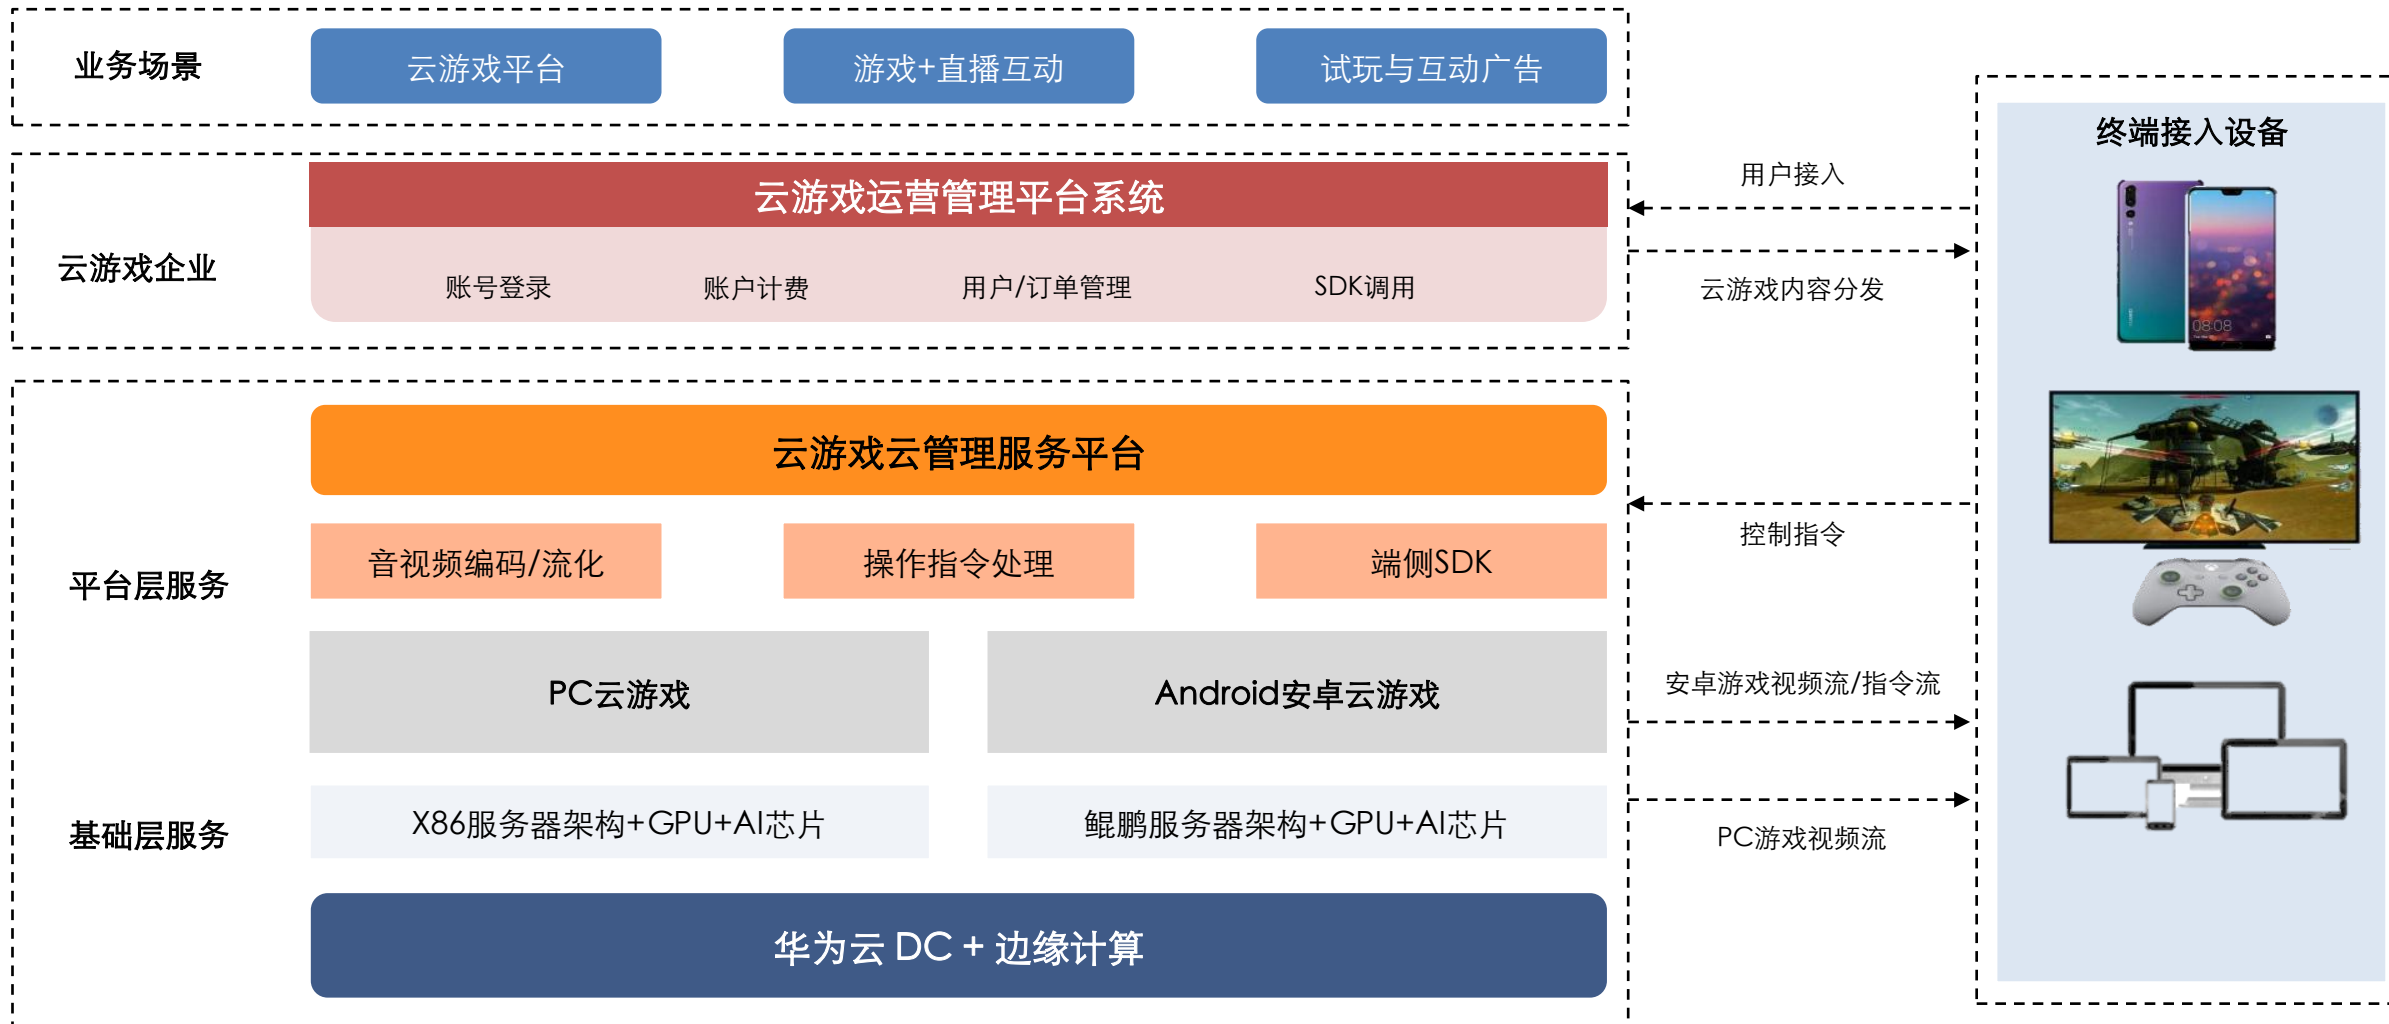 业务场景
云游戏平台
游戏+直播互动
试玩与互动广告
云游戏企业
云游戏运营管理平台系统
账号登录
账户计费
用户/订单管理
SDK调用
平台层服务
云游戏云管理服务平台
音视频编码/流化
操作指令处理
端侧SDK
PC云游戏
Android安卓云游戏
基础层服务
X86服务器架构+GPU+AI芯片
鲲鹏服务器架构+GPU+AI芯片
华为云 DC + 边缘计算
用户接入
云游戏内容分发
控制指令
安卓游戏视频流/指令流
PC游戏视频流
终端接入设备
08:08